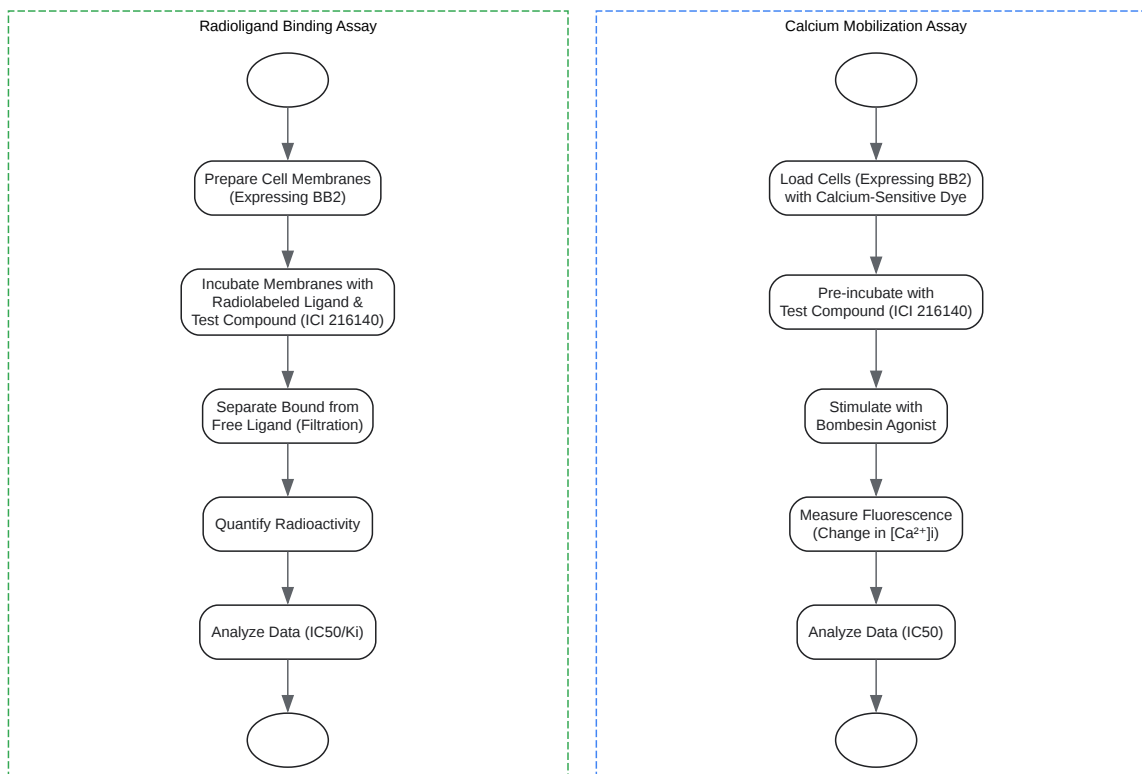 Radioligand Binding Assay
Prepare Cell Membranes
(Expressing BB2)
Incubate Membranes with
Radiolabeled Ligand &
Test Compound (ICI 216140)
Separate Bound from
Free Ligand (Filtration)
Quantify Radioactivity
Analyze Data (IC50/Ki)
Calcium Mobilization Assay
Load Cells (Expressing BB2)
with Calcium-Sensitive Dye
Pre-incubate with
Test Compound (ICI 216140)
Stimulate with
Bombesin Agonist
Measure Fluorescence
(Change in [Ca²⁺]i)
Analyze Data (IC50)